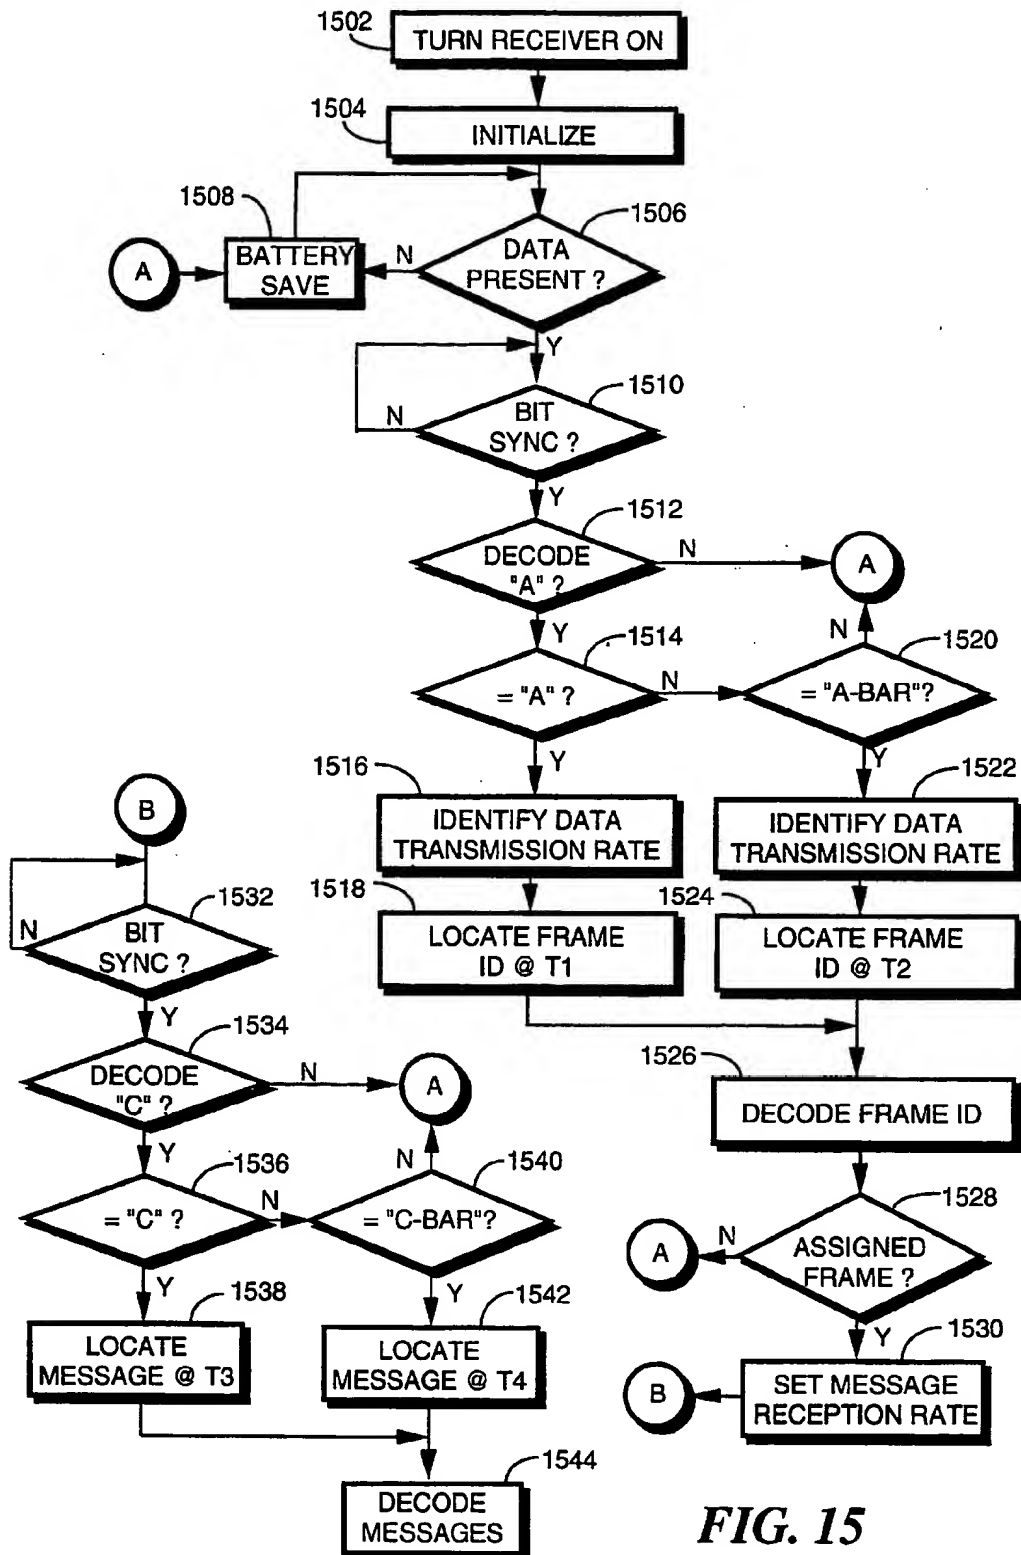 1502
TURN RECEIVER ON
1504
INITIALIZE
1508
BATTERY
SAVE
A
N
1506
DATA
PRESENT ?
Y
1510
N
BIT
SYNC ?
Y
1512
DECODE
"A" ?
N
A
Y
1514
= "A" ?
N
N
1520
= "A-BAR"?
Y
Y
1516
IDENTIFY DATA
TRANSMISSION RATE
1522
IDENTIFY DATA
TRANSMISSION RATE
1518
LOCATE FRAME
ID @ T1
1524
LOCATE FRAME
ID @ T2
1526
DECODE FRAME ID
1528
ASSIGNED
FRAME ?
N
A
Y
1530
SET MESSAGE
RECEPTION RATE
B
B
1532
N
BIT
SYNC ?
Y
1534
DECODE
"C" ?
N
A
Y
1536
= "C" ?
N
N
1540
= "C-BAR"?
Y
Y
1538
LOCATE
MESSAGE @ T3
1542
LOCATE
MESSAGE @ T4
1544
DECODE
MESSAGES
FIG. 15